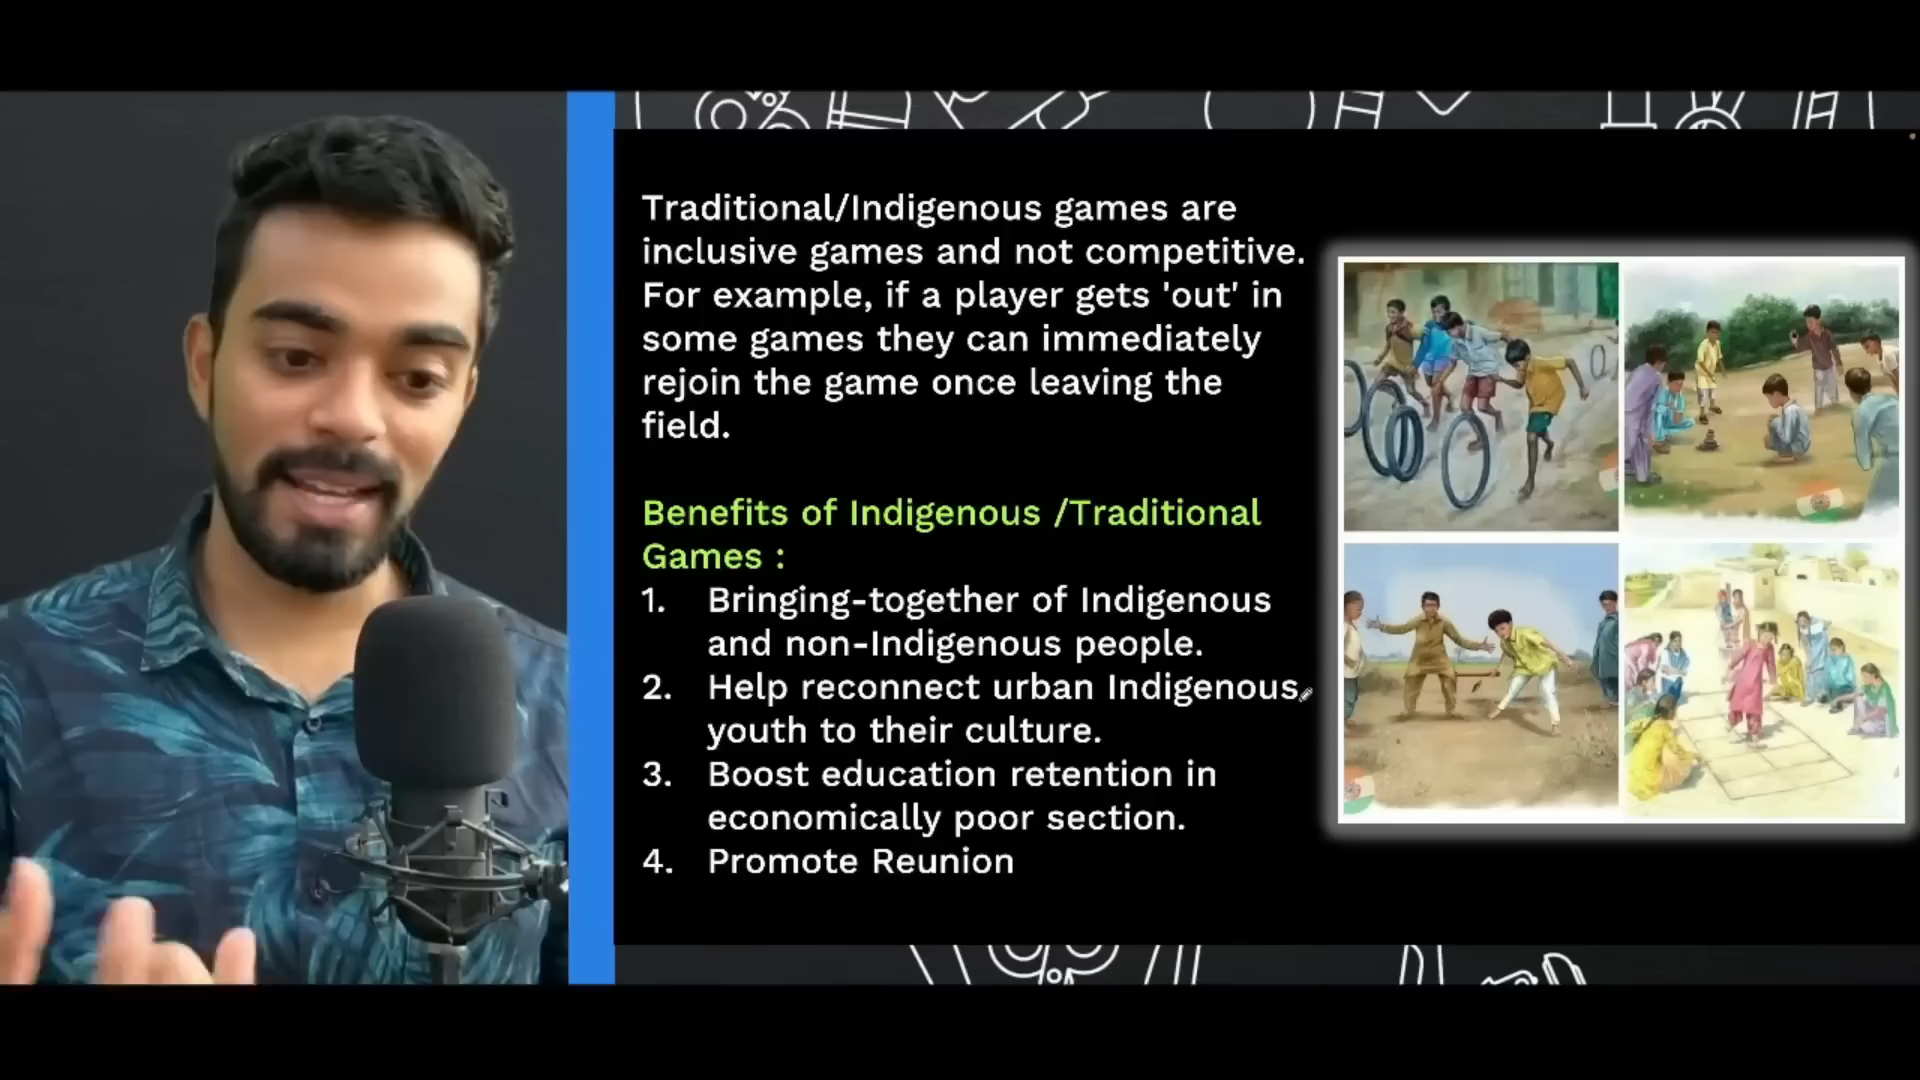 Traditional/Indigenous games are
inclusive games and not competitive.
For example, if a player gets 'out' in
some games they can immediately
rejoin the game once leaving the
field.
Benefits of Indigenous /Traditional
Games :
1. Bringing-together of Indigenous
and non-Indigenous people.
2. Help reconnect urban Indigenous
youth to their culture.
3. Boost education retention in
economically poor section.
4. Promote Reunion